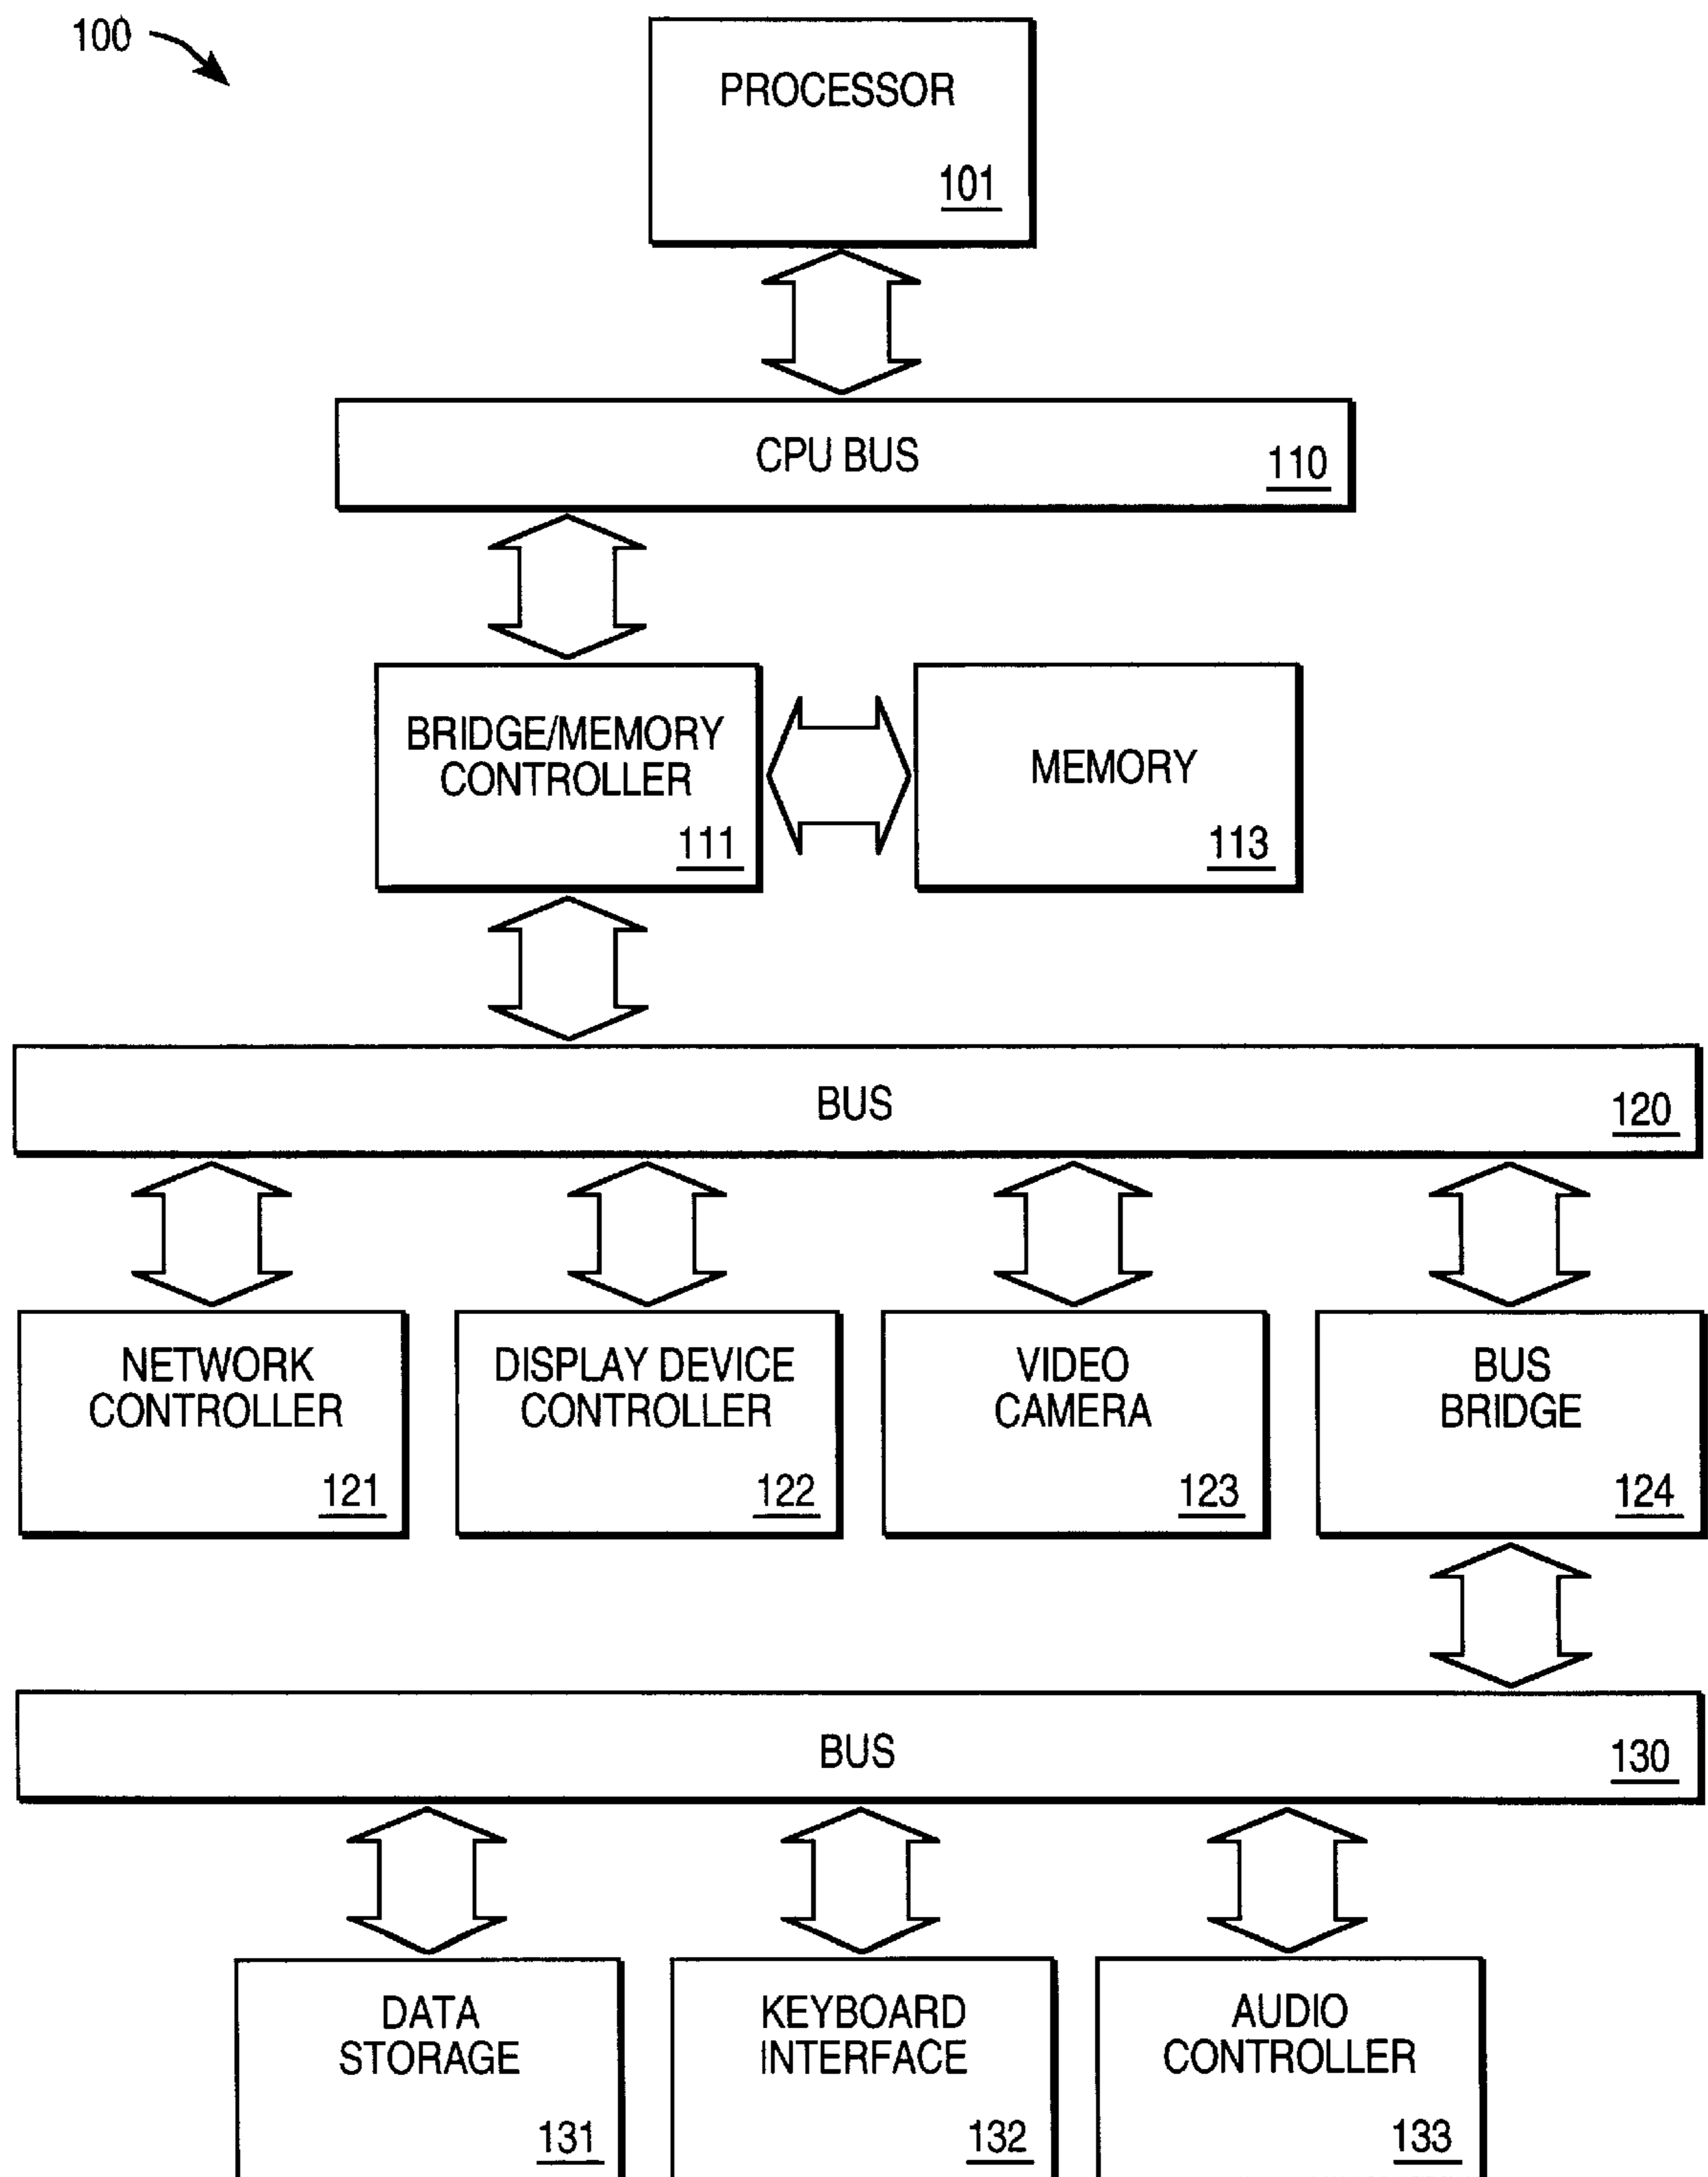 100
PROCESSOR
101
CPU BUS
110
BRIDGE/MEMORY
CONTROLLER
111
MEMORY
113
BUS
120
NETWORK
CONTROLLER
121
DISPLAY DEVICE
CONTROLLER
122
VIDEO
CAMERA
123
BUS
BRIDGE
124
BUS
130
DATA
STORAGE
131
KEYBOARD
INTERFACE
132
AUDIO
CONTROLLER
133